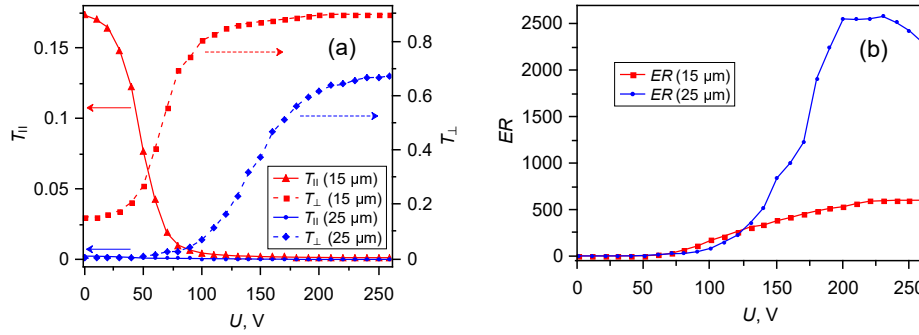 (a)
0.15
0.1
0.05
0
T||
0.8
0.6
0.4
0.2
0
T⊥
T|| (15 µm)
T⊥ (15 µm)
T|| (25 µm)
T⊥ (25 µm)
0 50 100 150 200 250
U, V
(b)
2500
2000
1500
1000
500
0
ER
ER (15 µm)
ER (25 µm)
0 50 100 150 200 250
U, V